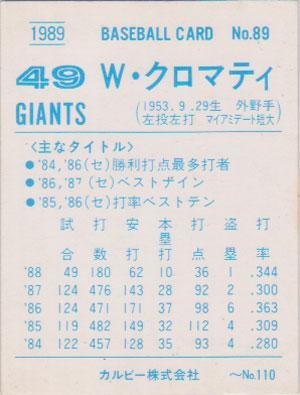 1989 BASEBALL CARD No.89
49 W・クロマティ
GIANTS
(1953.9.29生 外野手
左投左打 マイアミデート短大)
〈主なタイトル〉
●'84,'86(セ)勝利打点最多打者
●'86,'87(セ)ベストナイン
●'85,'86(セ)打率ベストテン
試合 打数 安打 本塁打 打点 盗塁 打率
'88 49 180 62 10 36 1 .344
'87 124 476 143 28 92 2 .300
'86 124 471 171 37 98 6 .363
'85 119 482 149 32 112 4 .309
'84 122 457 128 35 93 4 .280
カルビー株式会社 〜No.110